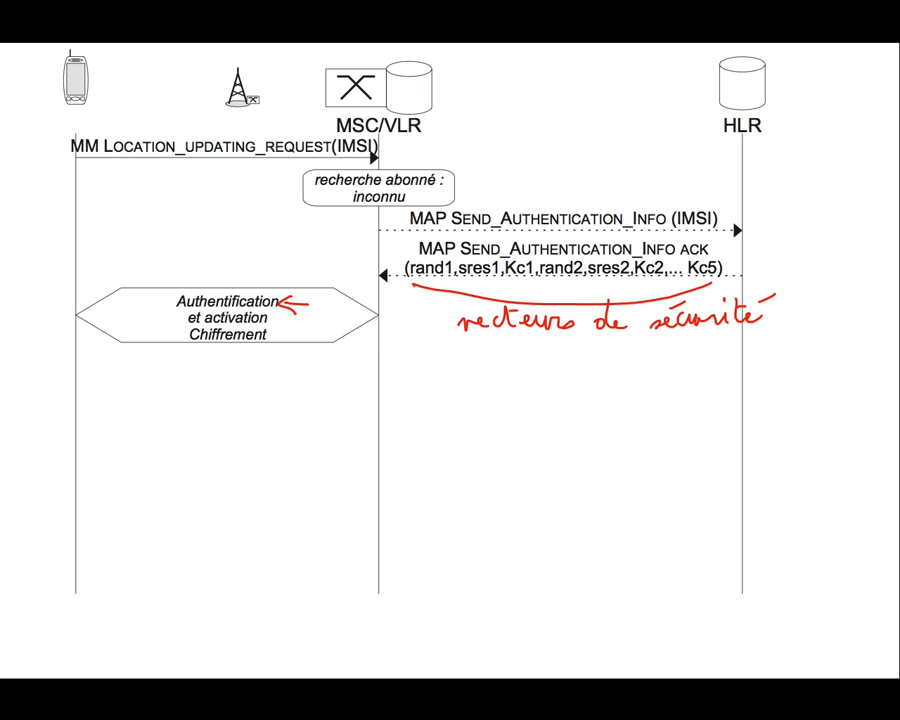 MSC/VLR
HLR
MM LOCATION_UPDATING_REQUEST(IMSI)
recherche abonné :
inconnu
MAP SEND_AUTHENTICATION_INFO (IMSI)
MAP SEND_AUTHENTICATION_INFO ACK
(rand1,sres1,Kc1,rand2,sres2,Kc2,... Kc5)
Authentification
et activation
Chiffrement
vecteurs de sécurité